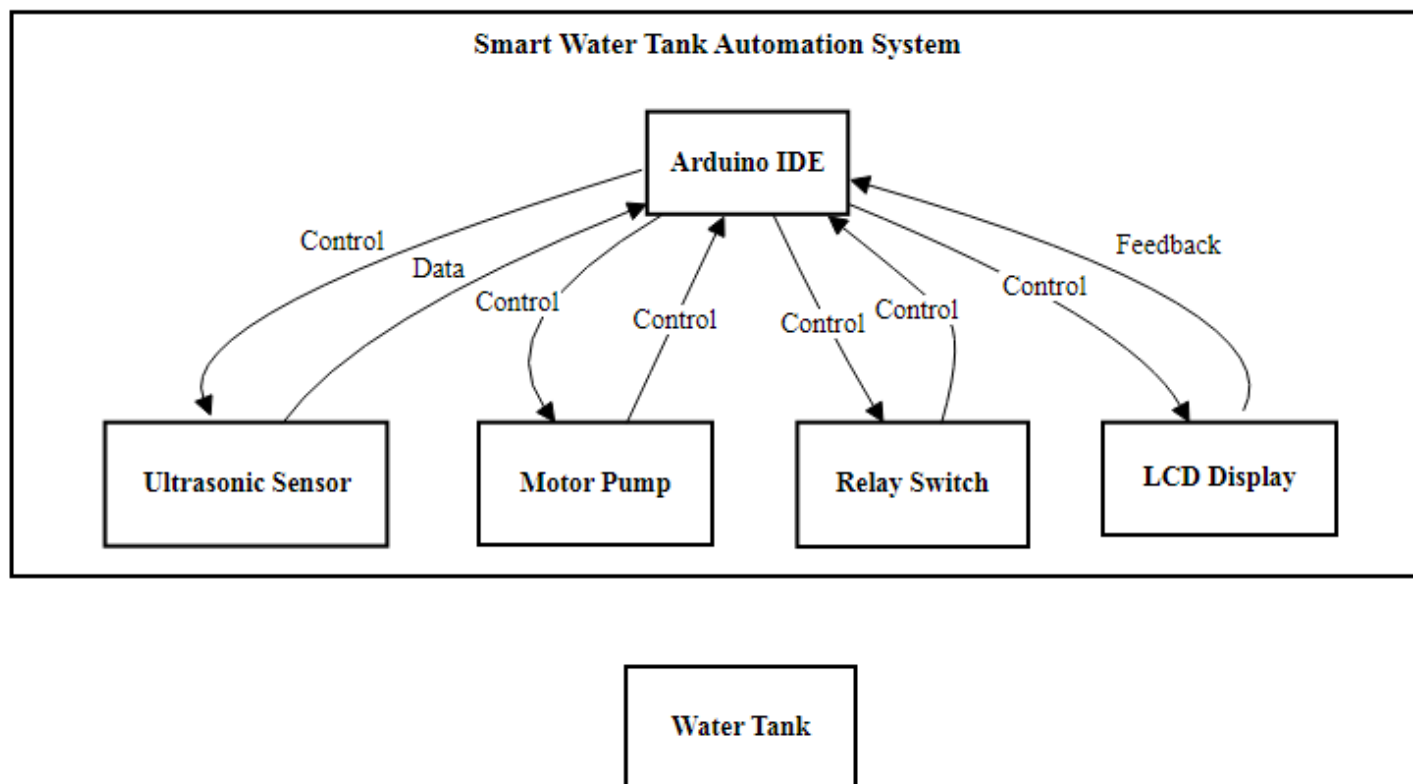 Smart Water Tank Automation System
Arduino IDE
Control
Data
Control
Control
Control
Control
Control
Feedback
Ultrasonic Sensor
Motor Pump
Relay Switch
LCD Display
Water Tank